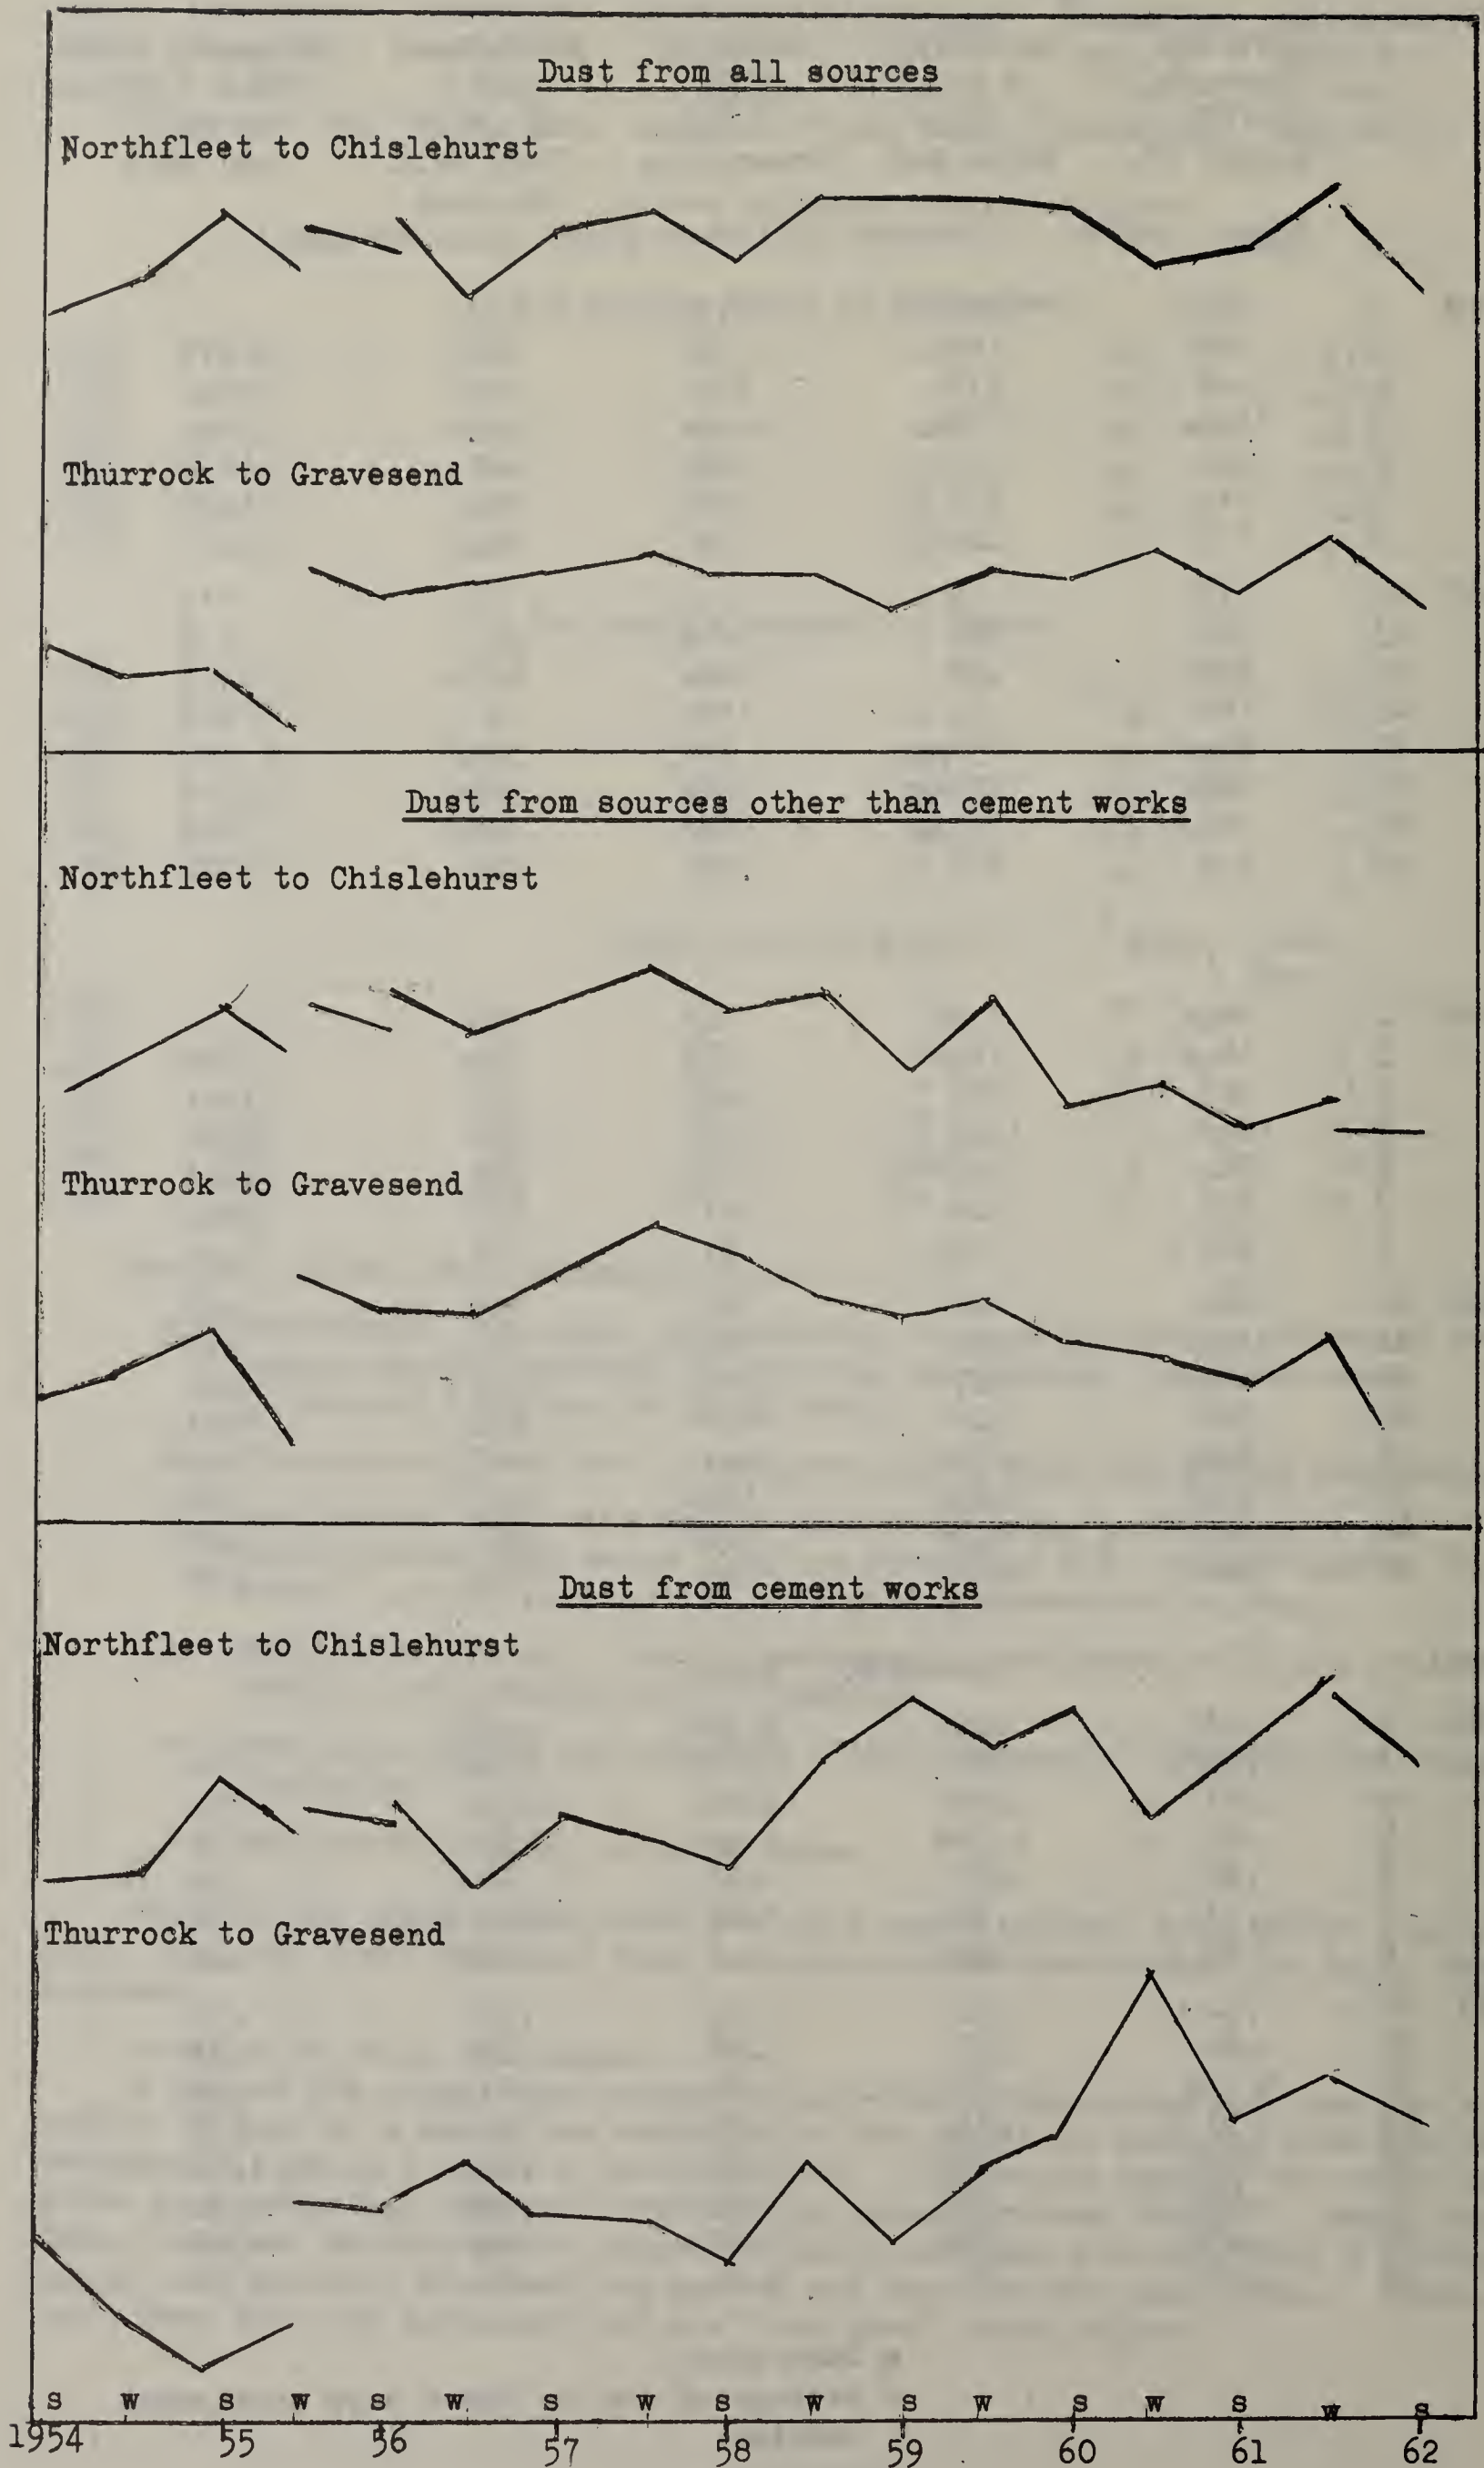 Dust from all sources
Northfleet to Chislehurst
Thurrock to Gravesend
Dust from sources other than cement works
Northfleet to Chislehurst
Thurrock to Gravesend
Dust from cement works
Northfleet to Chislehurst
Thurrock to Gravesend
S W S W S W S W S W S W S W S W S
1954 55 56 57 58 59 60 61 62